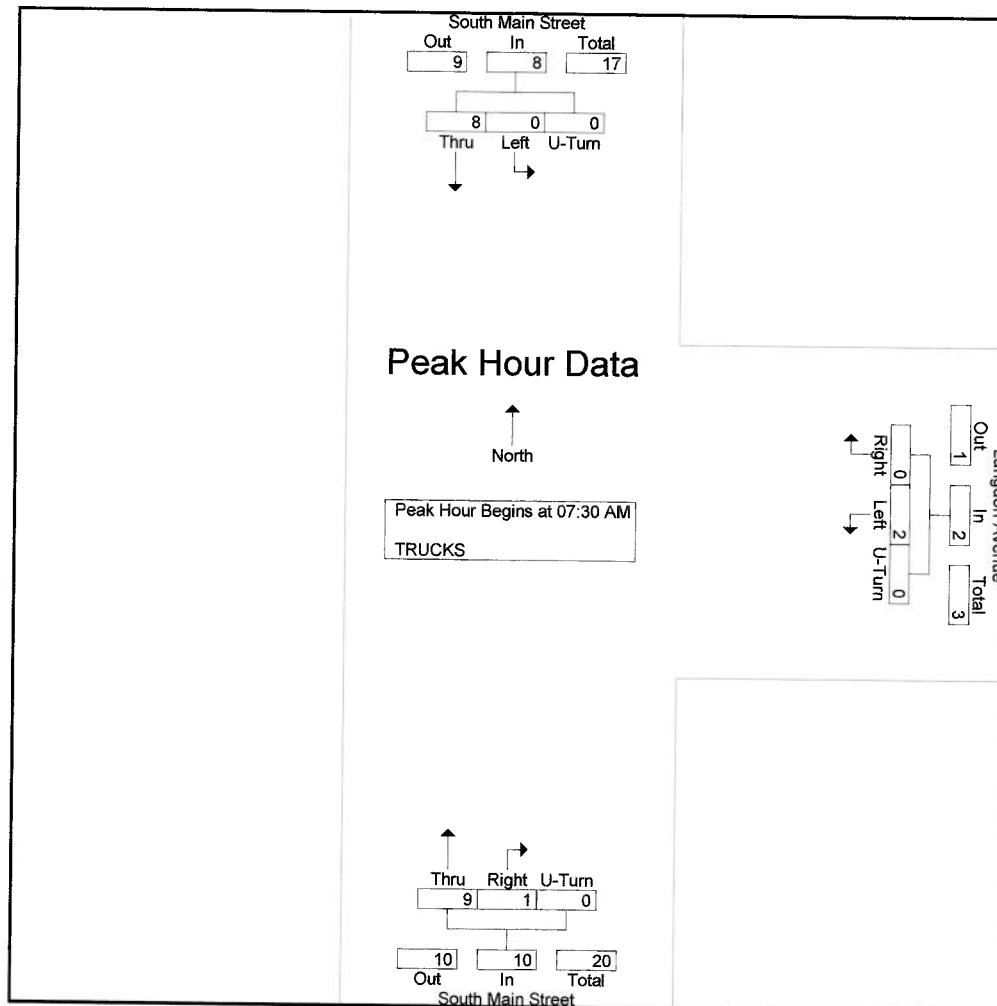 South Main Street
Out In Total
9 8 17
8 0 0
Thru Left U-Turn
Peak Hour Data
North
Peak Hour Begins at 07:30 AM
TRUCKS
Out In Total
1 2 3
0 2 0
Right Left U-Turn
Thru Right U-Turn
9 1 0
10 10 20
Out In Total
South Main Street